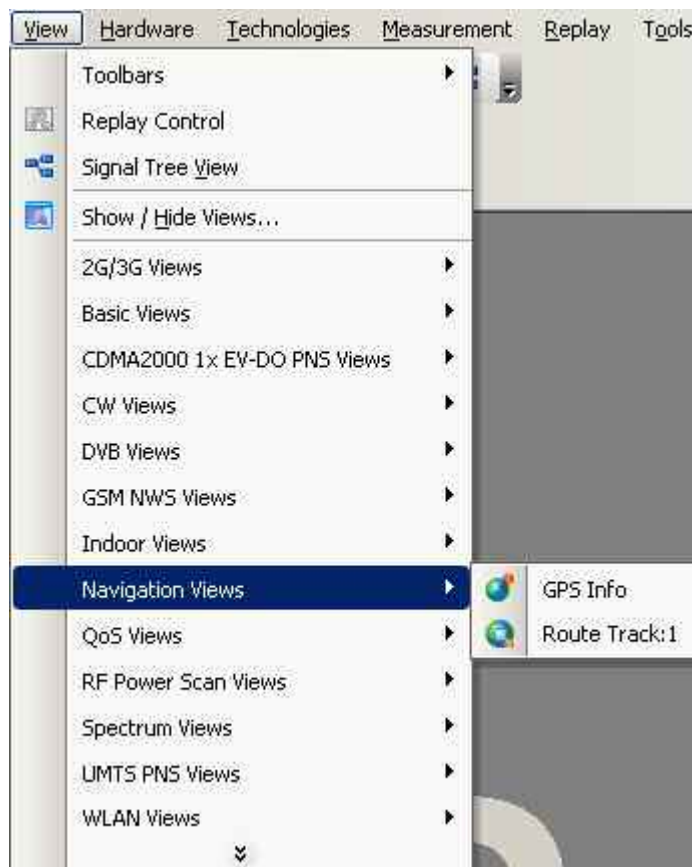 View Hardware Technologies Measurement Replay Tools
Toolbars
Replay Control
Signal Tree View
Show / Hide Views...
2G/3G Views
Basic Views
CDMA2000 1x EV-DO PNS Views
CW Views
DVB Views
GSM NWS Views
Indoor Views
Navigation Views
GPS Info
QoS Views
Route Track:1
RF Power Scan Views
Spectrum Views
UMTS PNS Views
WLAN Views